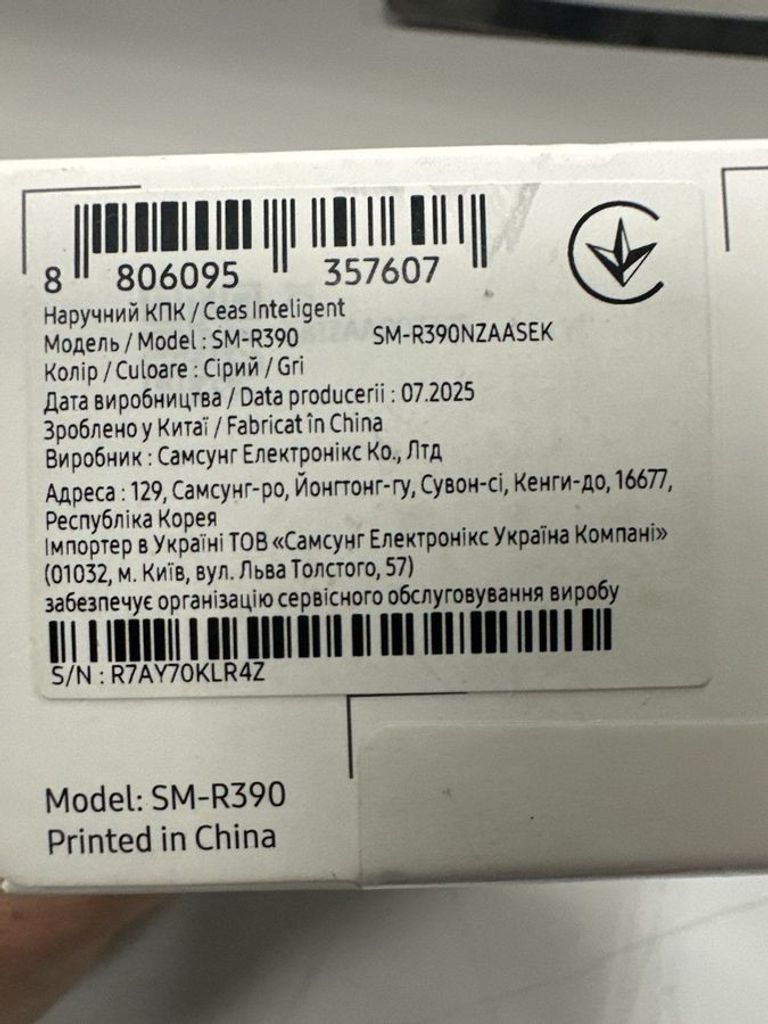 8 806095 357607
Наручний КПК / Ceas Inteligent
Модель / Model : SM-R390 SM-R390NZAASEK
Колір / Culoare : Сірий / Gri
Дата виробництва / Data producerii : 07.2025
Зроблено у Китаї / Fabricat în China
Виробник : Самсунг Електронікс Ко., Лтд
Адреса : 129, Самсунг-ро, Йонгтонг-гу, Сувон-сі, Кенги-до, 16677,
Республіка Корея
Імпортер в Україні ТОВ «Самсунг Електронікс Україна Компані»
(01032, м. Київ, вул. Льва Толстого, 57)
забезпечує організацію сервісного обслуговування виробу
S/N : R7AY70KLR4Z
Model: SM-R390
Printed in China